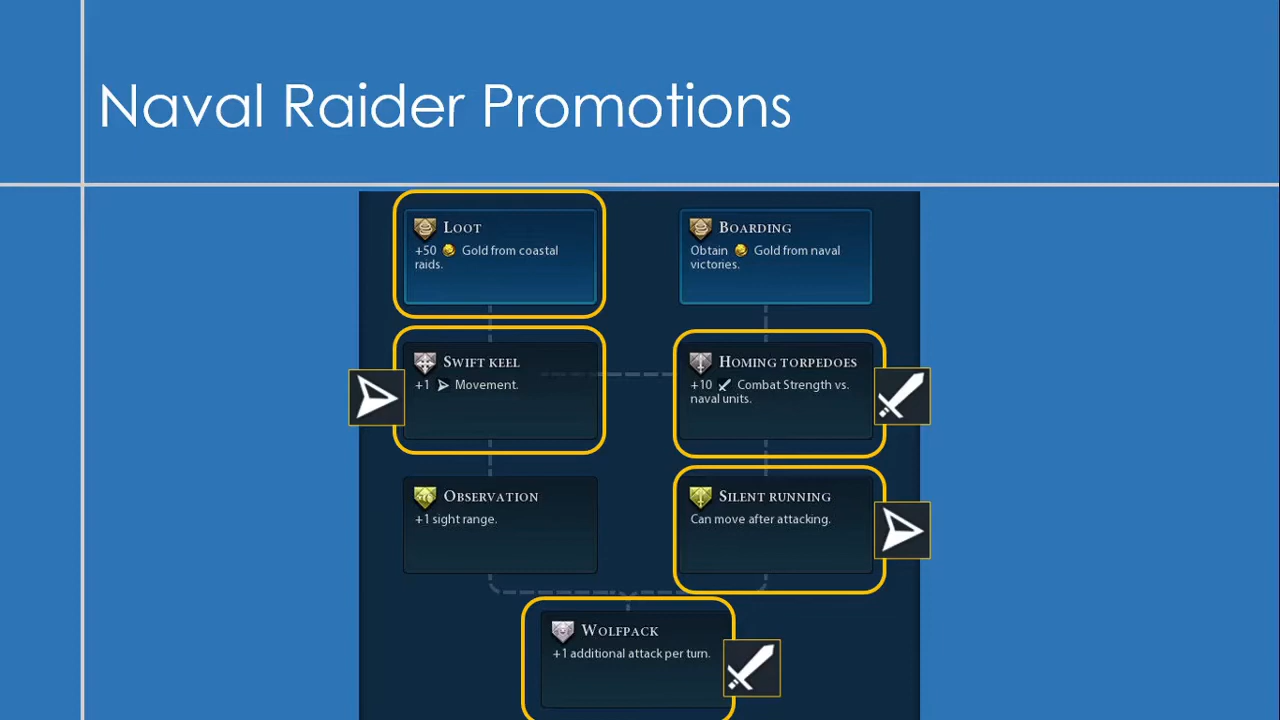 Naval Raider Promotions
LOOT
+50 Gold from coastal
raids.
BOARDING
Obtain Gold from naval
victories.
SWIFT KEEL
+1 Movement.
HOMING TORPEDOES
+10 Combat Strength vs.
naval units.
OBSERVATION
+1 sight range.
SILENT RUNNING
Can move after attacking.
WOLFPACK
+1 additional attack per turn.